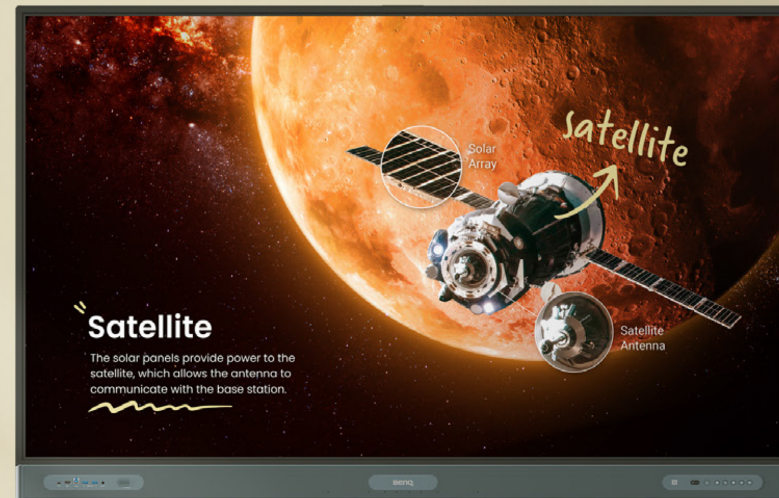 satellite
Solar
Array
Satellite
The solar panels provide power to the
satellite, which allows the antenna to
communicate with the base station.
Satellite
Antenna
BenQ